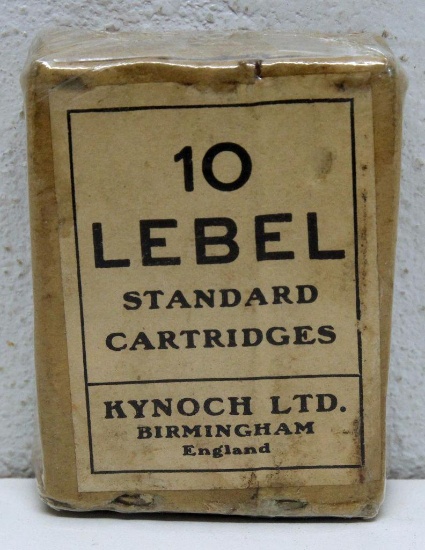 10
LEBEL
STANDARD
CARTRIDGES
KYNOCH LTD.
BIRMINGHAM
England